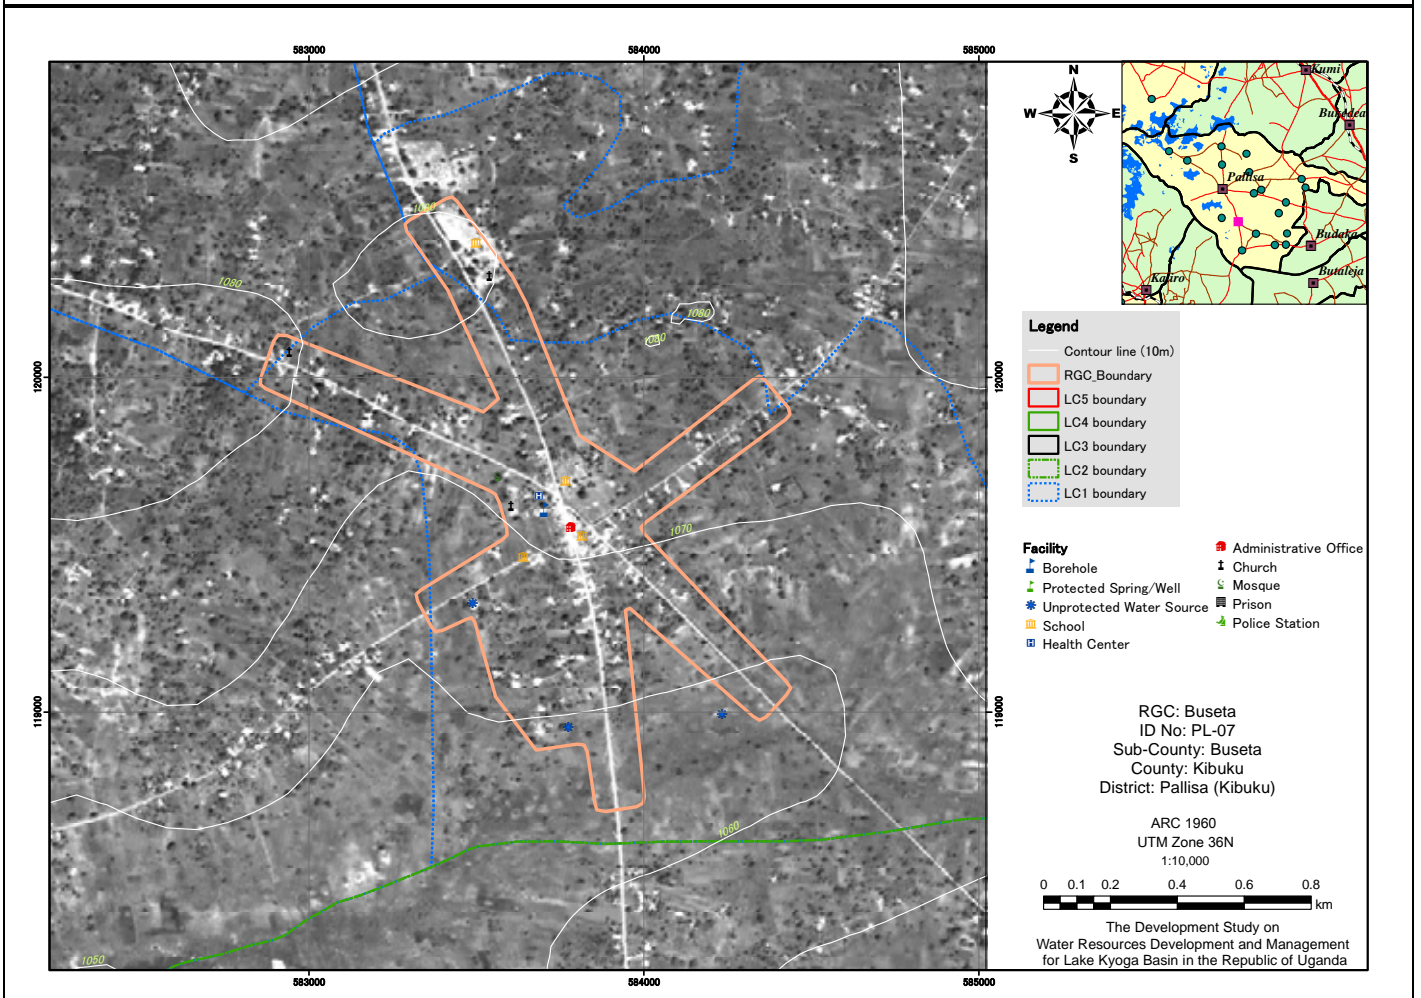 583000
584000
585000
120000
119000
120000
119000
583000
584000
585000
1080
1080
1080
1080
1070
1060
1050
N
W
E
S
Kumi
Bukedea
Pallisa
Budaka
Butaleja
Kaliro
Legend
Contour line (10m)
RGC_Boundary
LC5 boundary
LC4 boundary
LC3 boundary
LC2 boundary
LC1 boundary
Facility
Borehole
Protected Spring/Well
Unprotected Water Source
School
Health Center
Administrative Office
Church
Mosque
Prison
Police Station
RGC: Buseta
ID No: PL-07
Sub-County: Buseta
County: Kibuku
District: Pallisa (Kibuku)
ARC 1960
UTM Zone 36N
1:10,000
0 0.1 0.2 0.4 0.6 0.8
km
The Development Study on
Water Resources Development and Management
for Lake Kyoga Basin in the Republic of Uganda